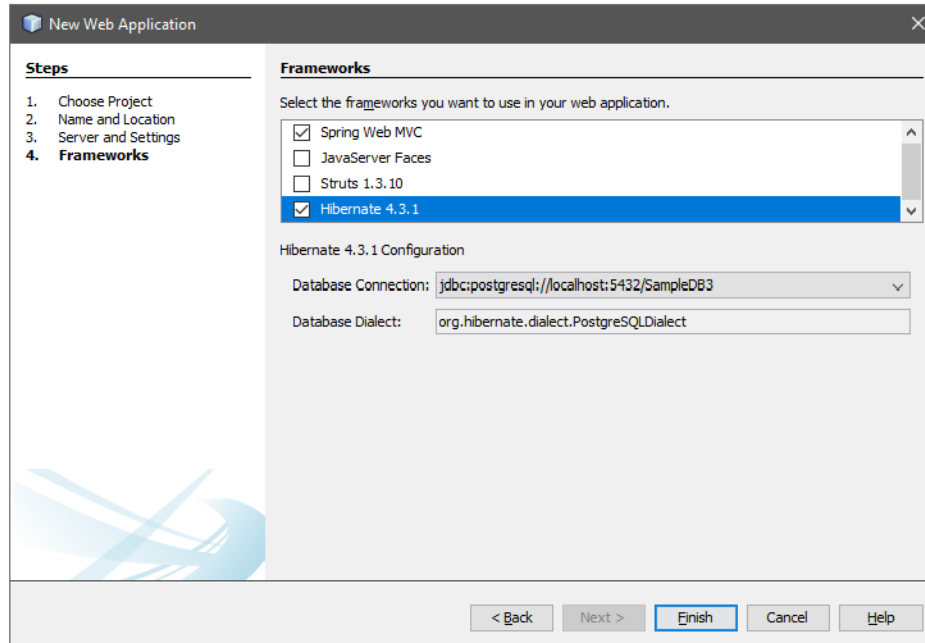 New Web Application
Steps
1. Choose Project
2. Name and Location
3. Server and Settings
4. Frameworks
Frameworks
Select the frameworks you want to use in your web application.
Spring Web MVC
JavaServer Faces
Struts 1.3.10
Hibernate 4.3.1
Hibernate 4.3.1 Configuration
Database Connection: jdbc:postgresql://localhost:5432/SampleDB3
Database Dialect: org.hibernate.dialect.PostgreSQLDialect
< Back Next > Finish Cancel Help